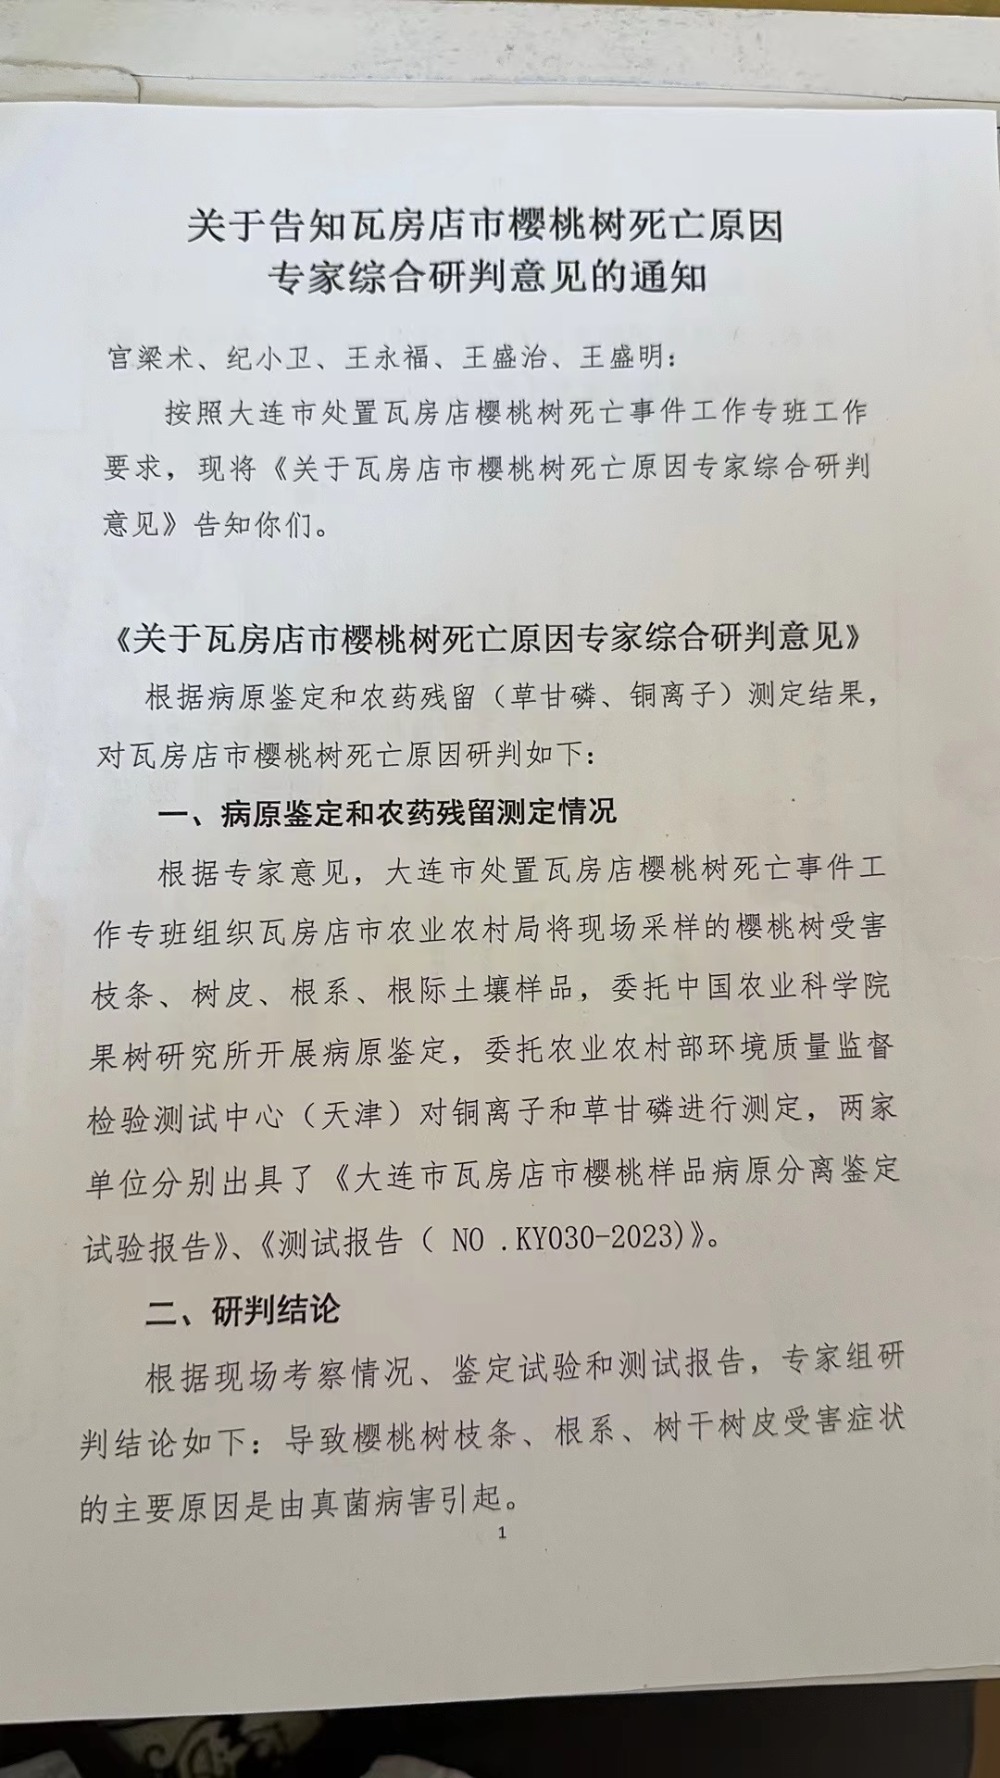 关于告知瓦房店市樱桃树死亡原因
专家综合研判意见的通知
宫梁术、纪小卫、王永福、王盛治、王盛明：
按照大连市处置瓦房店樱桃树死亡事件工作专班工作
要求，现将《关于瓦房店市樱桃树死亡原因专家综合研判
意见》告知你们。
《关于瓦房店市樱桃树死亡原因专家综合研判意见》
根据病原鉴定和农药残留（草甘磷、铜离子）测定结果，
对瓦房店市樱桃树死亡原因研判如下：
一、病原鉴定和农药残留测定情况
根据专家意见，大连市处置瓦房店樱桃树死亡事件工
作专班组织瓦房店市农业农村局将现场采样的樱桃树受害
枝条、树皮、根系、根际土壤样品，委托中国农业科学院
果树研究所开展病原鉴定，委托农业农村部环境质量监督
检验测试中心（天津）对铜离子和草甘磷进行测定，两家
单位分别出具了《大连市瓦房店市樱桃样品病原分离鉴定
试验报告》、《测试报告（ NO .KY030-2023)》。
二、研判结论
根据现场考察情况、鉴定试验和测试报告，专家组研
判结论如下：导致樱桃树枝条、根系、树干树皮受害症状
的主要原因是由真菌病害引起。
1